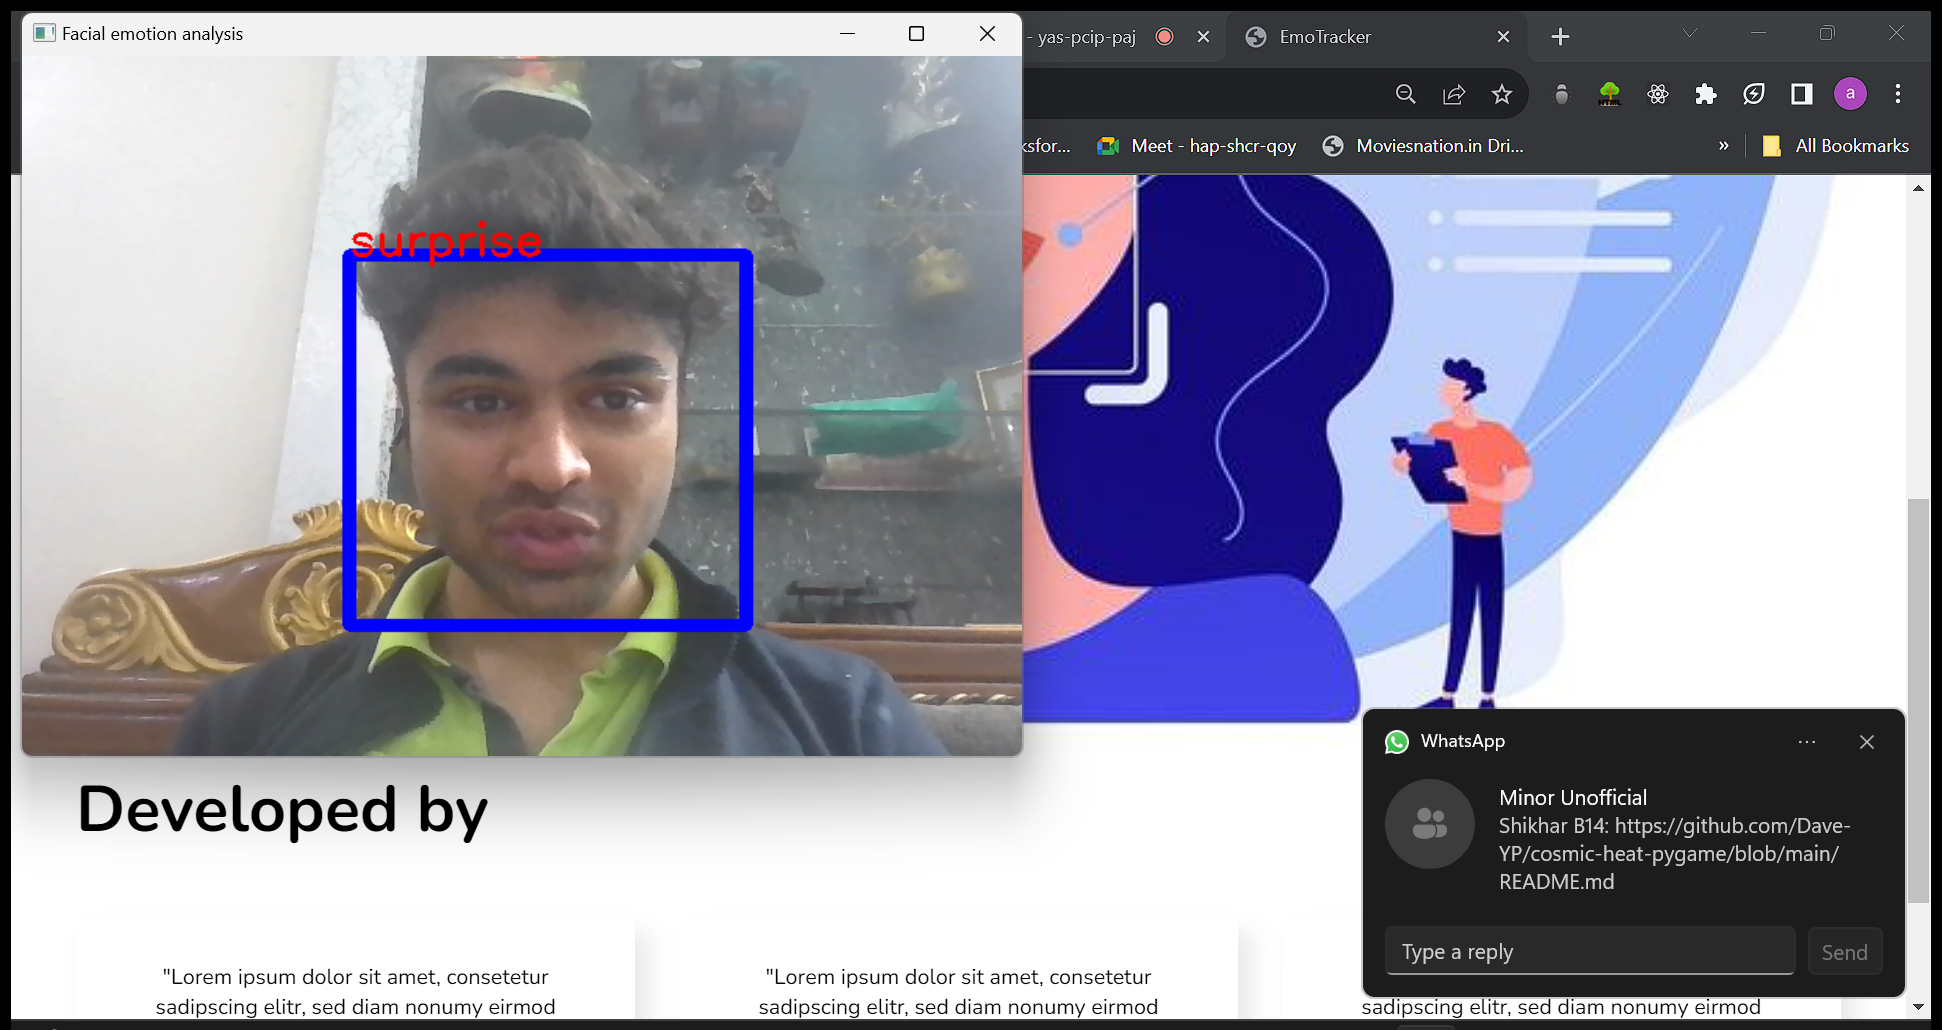 Facial emotion analysis
- yas-pcip-paj
EmoTracker
a
ksfor...
Meet - hap-shcr-qoy
Moviesnation.in Dri...
»
All Bookmarks
surprise
Developed by
"Lorem ipsum dolor sit amet, consetetur
sadipscing elitr, sed diam nonumy eirmod
"Lorem ipsum dolor sit amet, consetetur
sadipscing elitr, sed diam nonumy eirmod
sadipscing elitr, sed diam nonumy eirmod
WhatsApp
Minor Unofficial
Shikhar B14: https://github.com/Dave-
YP/cosmic-heat-pygame/blob/main/
README.md
Type a reply
Send